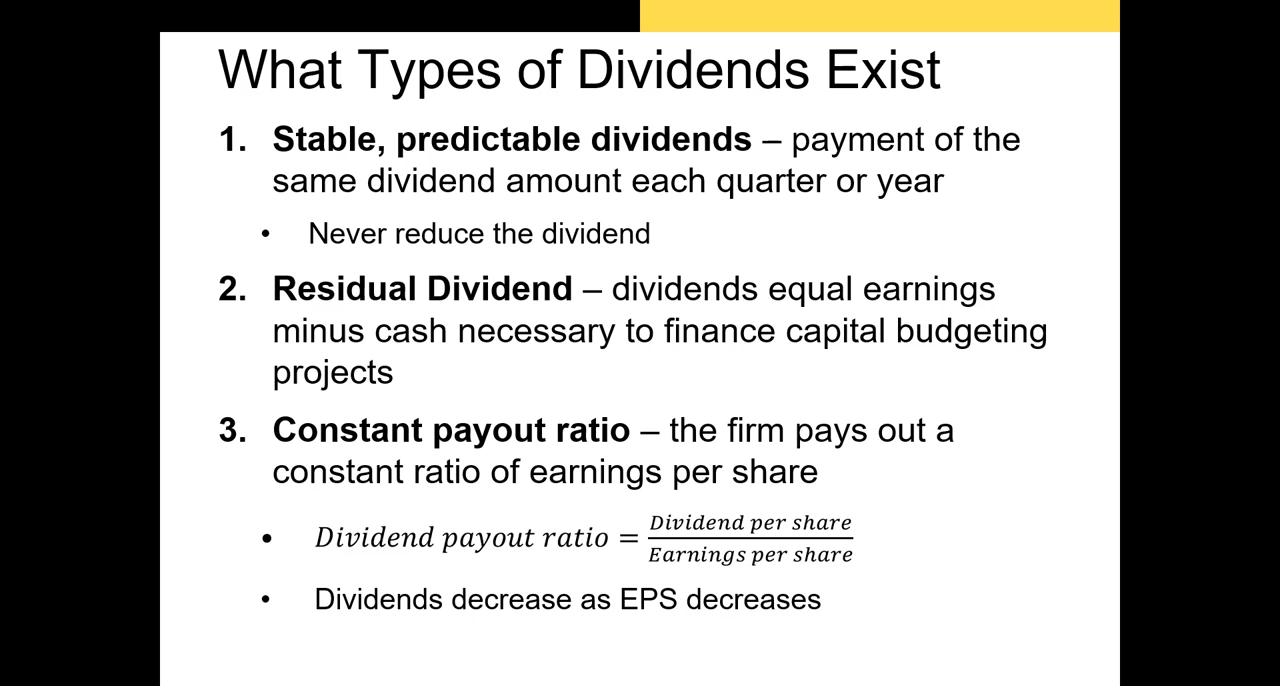 What Types of Dividends Exist
1. Stable, predictable dividends – payment of the
same dividend amount each quarter or year
• Never reduce the dividend
2. Residual Dividend – dividends equal earnings
minus cash necessary to finance capital budgeting
projects
3. Constant payout ratio – the firm pays out a
constant ratio of earnings per share
• Dividend payout ratio = Dividend per share / Earnings per share
• Dividends decrease as EPS decreases